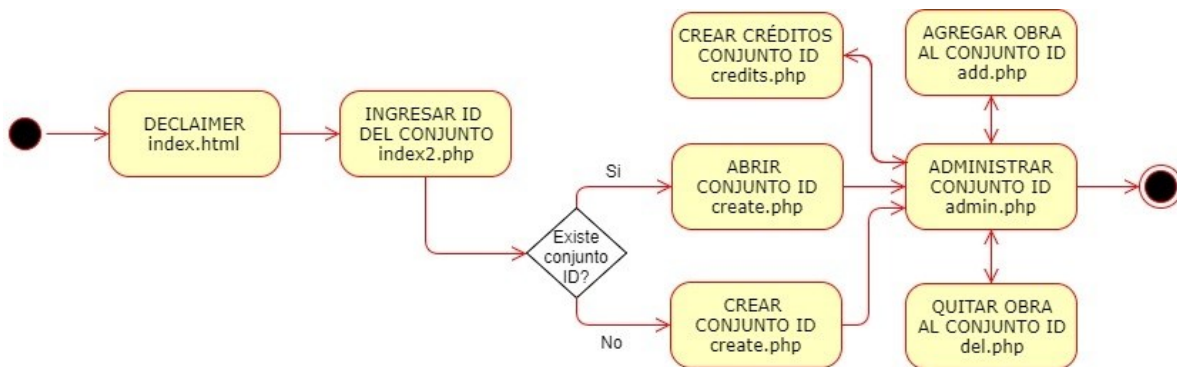 DECLAIMER
index.html
INGRESAR ID
DEL CONJUNTO
index2.php
Existe
conjunto
ID?
Si
No
CREAR CRÉDITOS
CONJUNTO ID
credits.php
ABRIR
CONJUNTO ID
create.php
CREAR
CONJUNTO ID
create.php
AGREGAR OBRA
AL CONJUNTO ID
add.php
ADMINISTRAR
CONJUNTO ID
admin.php
QUITAR OBRA
AL CONJUNTO ID
del.php